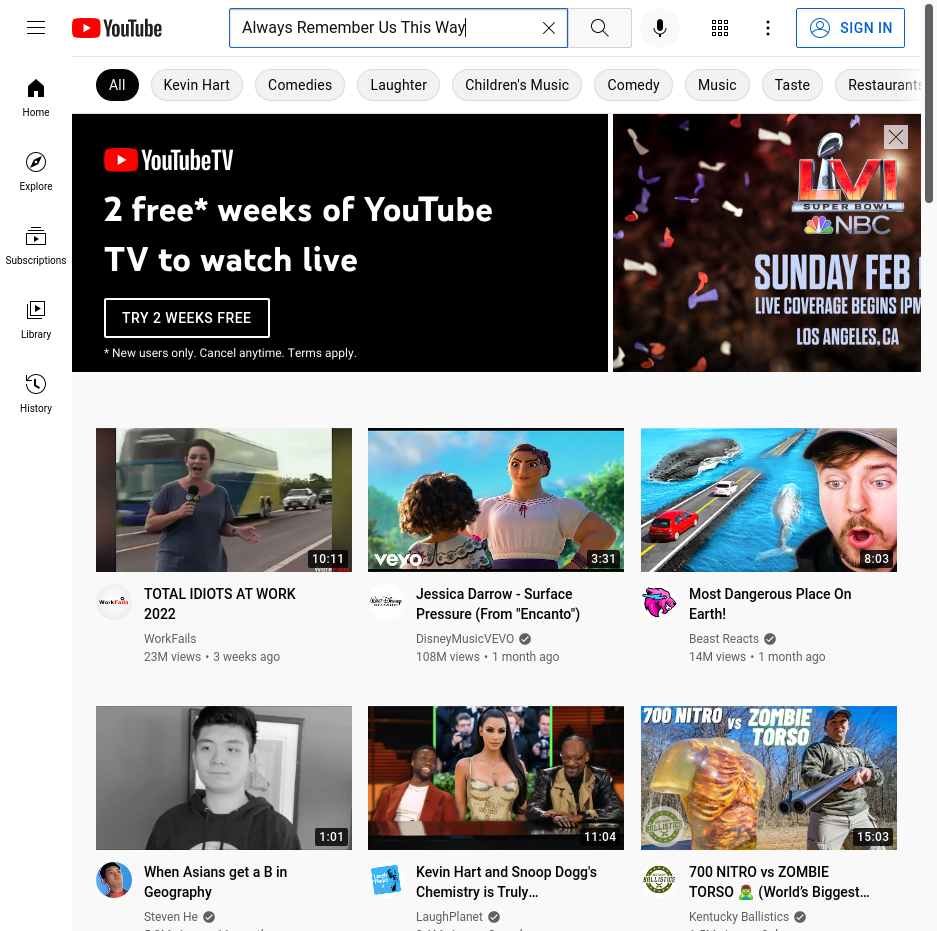 YouTube
Always Remember Us This Way
SIGN IN
All
Kevin Hart
Comedies
Laughter
Children's Music
Comedy
Music
Taste
Restaurants
Home
Explore
Subscriptions
Library
History
YouTubeTV
2 free* weeks of YouTube
TV to watch live
TRY 2 WEEKS FREE
* New users only. Cancel anytime. Terms apply.
LVI
SUPER BOWL
NBC
SUNDAY FEB
LIVE COVERAGE BEGINS 1PM
LOS ANGELES, CA
10:11
vevo
3:31
8:03
WorkFails
TOTAL IDIOTS AT WORK
2022
WorkFails
23M views • 3 weeks ago
Jessica Darrow - Surface
Pressure (From "Encanto")
DisneyMusicVEVO
108M views • 1 month ago
Most Dangerous Place On
Earth!
Beast Reacts
14M views • 1 month ago
1:01
11:04
700 NITRO VS ZOMBIE
TORSO
BALLISTICS
15:03
When Asians get a B in
Geography
Steven He
Kevin Hart and Snoop Dogg's
Chemistry is Truly…
LaughPlanet
BALLISTICS
700 NITRO vs ZOMBIE
TORSO 🧟 (World's Biggest…
Kentucky Ballistics